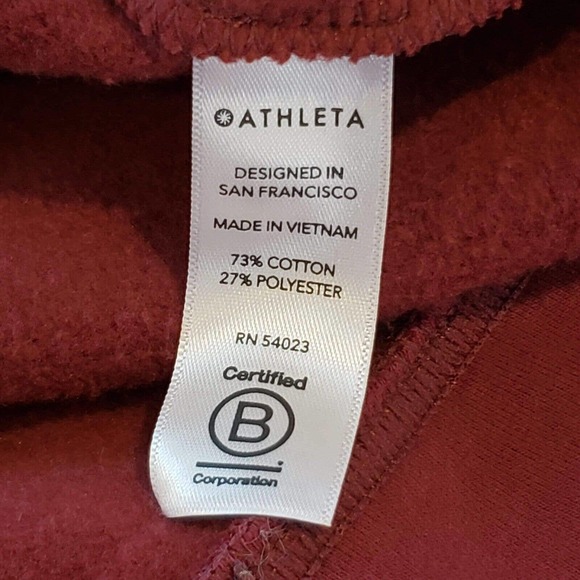 ATHLETA
DESIGNED IN
SAN FRANCISCO
MADE IN VIETNAM
73% COTTON
27% POLYESTER
RN 54023
Certified
B
Corporation